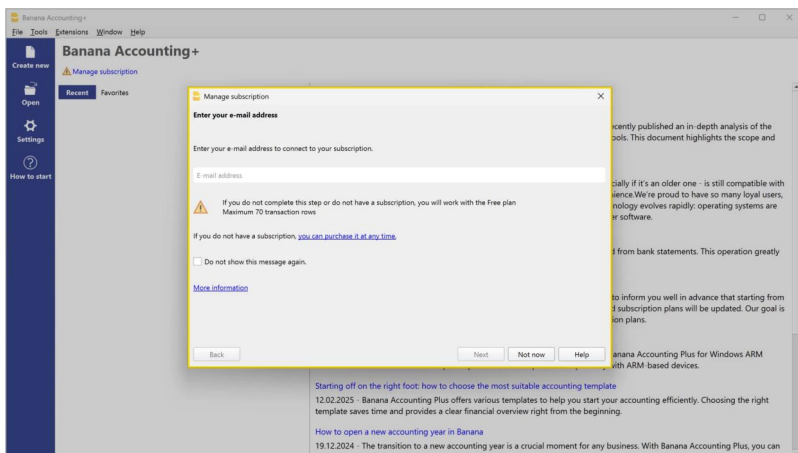 Banana Accounting+
File Tools Extensions Window Help
Create new
Open
Settings
How to start
Banana Accounting+
Manage subscription
Recent Favorites
Manage subscription
Enter your e-mail address
Enter your e-mail address to connect to your subscription.
E-mail address
If you do not complete this step or do not have a subscription, you will work with the Free plan
Maximum 70 transaction rows
If you do not have a subscription, you can purchase it at any time.
Do not show this message again.
More information
Back Next Not now Help
recently published an in-depth analysis of the
ools. This document highlights the scope and
cially if it's an older one - is still compatible with
ience.We're proud to have so many loyal users,
nology evolves rapidly: operating systems are
er software.
d from bank statements. This operation greatly
to inform you well in advance that starting from
d subscription plans will be updated. Our goal is
ion plans.
anana Accounting Plus for Windows ARM
with ARM-based devices.
Starting off on the right foot: how to choose the most suitable accounting template
12.02.2025 - Banana Accounting Plus offers various templates to help you start your accounting efficiently. Choosing the right
template saves time and provides a clear financial overview right from the beginning.
How to open a new accounting year in Banana
19.12.2024 - The transition to a new accounting year is a crucial moment for any business. With Banana Accounting Plus, you can